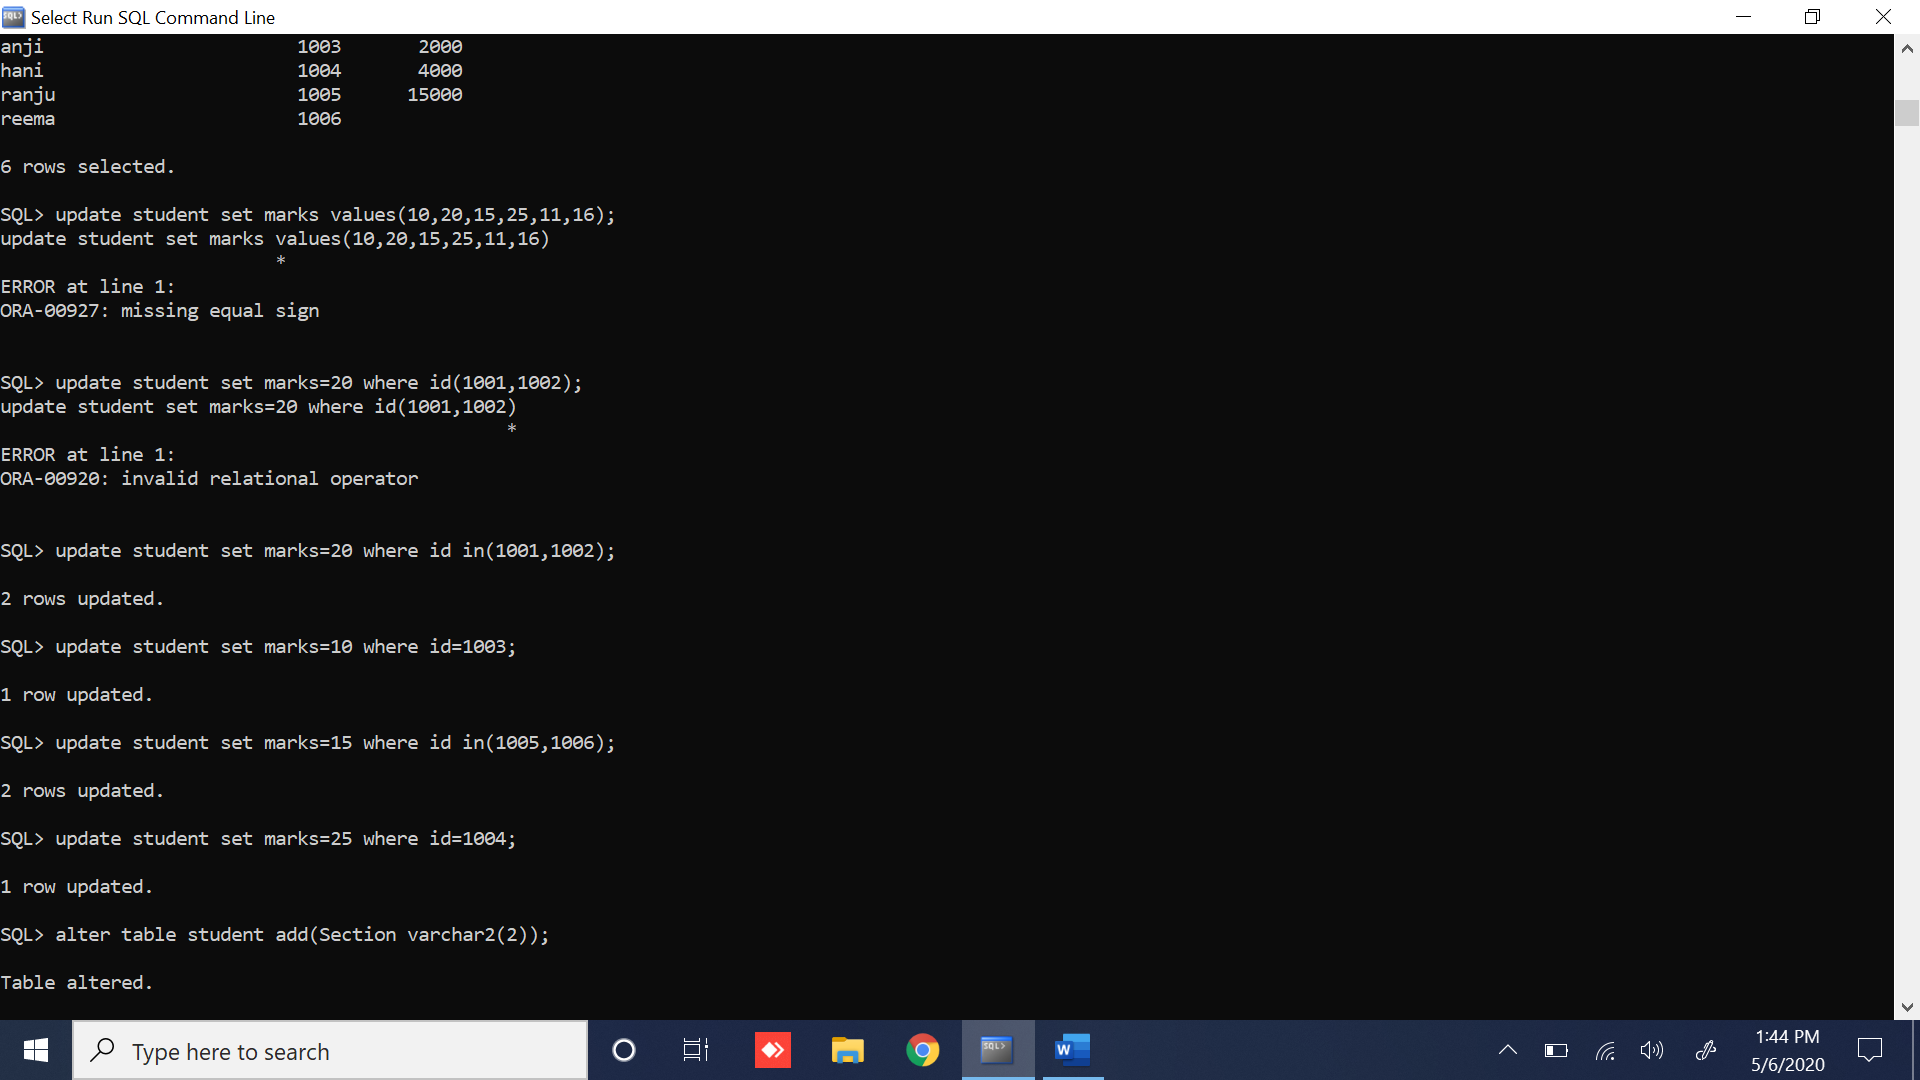 Select Run SQL Command Line
anji 1003 2000
hani 1004 4000
ranju 1005 15000
reema 1006
6 rows selected.
SQL> update student set marks values(10,20,15,25,11,16);
update student set marks values(10,20,15,25,11,16)
*
ERROR at line 1:
ORA-00927: missing equal sign
SQL> update student set marks=20 where id(1001,1002);
update student set marks=20 where id(1001,1002)
*
ERROR at line 1:
ORA-00920: invalid relational operator
SQL> update student set marks=20 where id in(1001,1002);
2 rows updated.
SQL> update student set marks=10 where id=1003;
1 row updated.
SQL> update student set marks=15 where id in(1005,1006);
2 rows updated.
SQL> update student set marks=25 where id=1004;
1 row updated.
SQL> alter table student add(Section varchar2(2));
Table altered.
Type here to search
SQL>
W
1:44 PM
5/6/2020